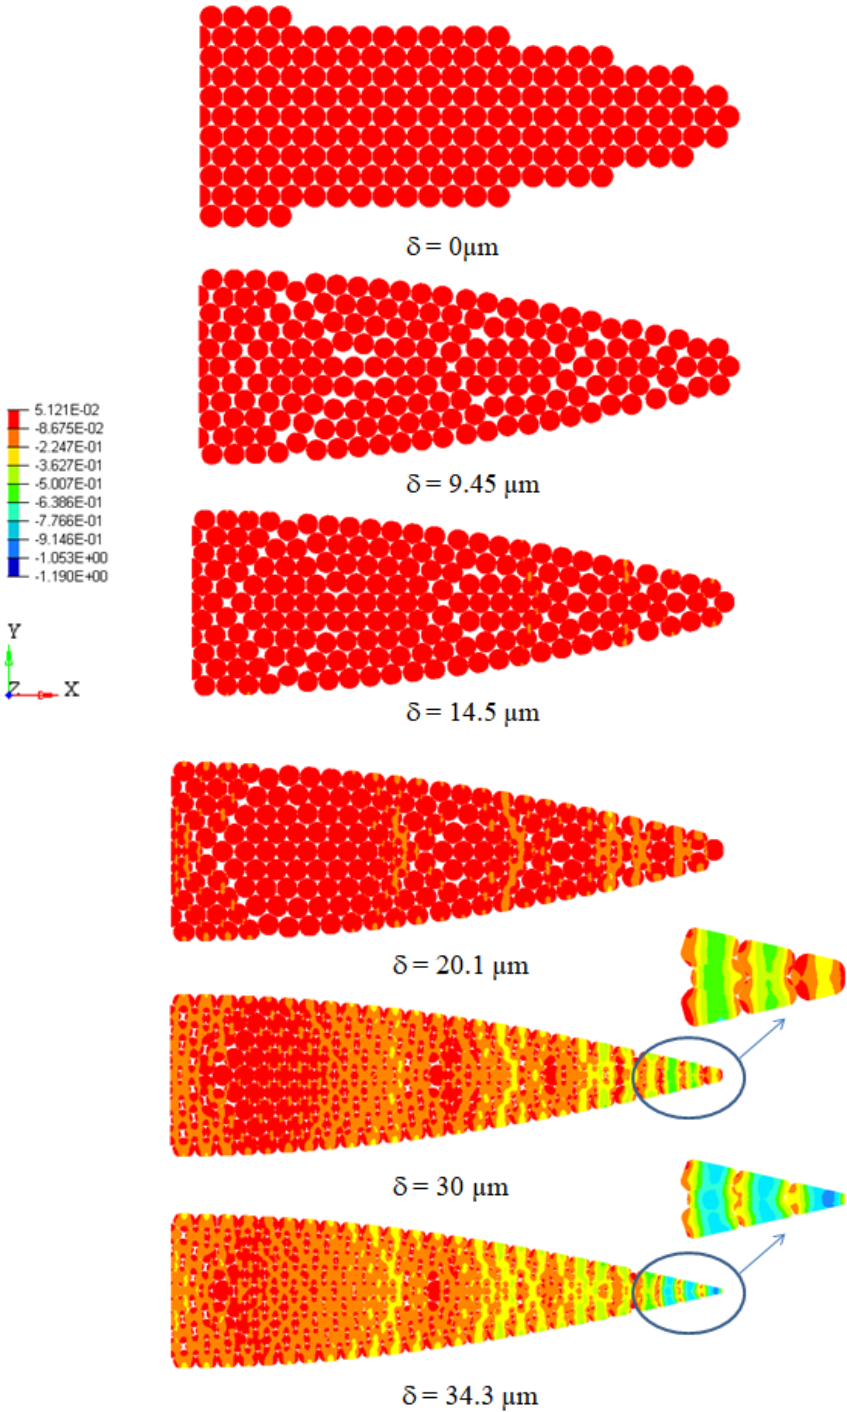 δ = 0µm
δ = 9.45 µm
5.121E-02
-8.675E-02
-2.247E-01
-3.627E-01
-5.007E-01
-6.386E-01
-7.766E-01
-9.146E-01
-1.053E+00
-1.190E+00
Y
Z
X
δ = 14.5 µm
δ = 20.1 µm
δ = 30 µm
δ = 34.3 µm